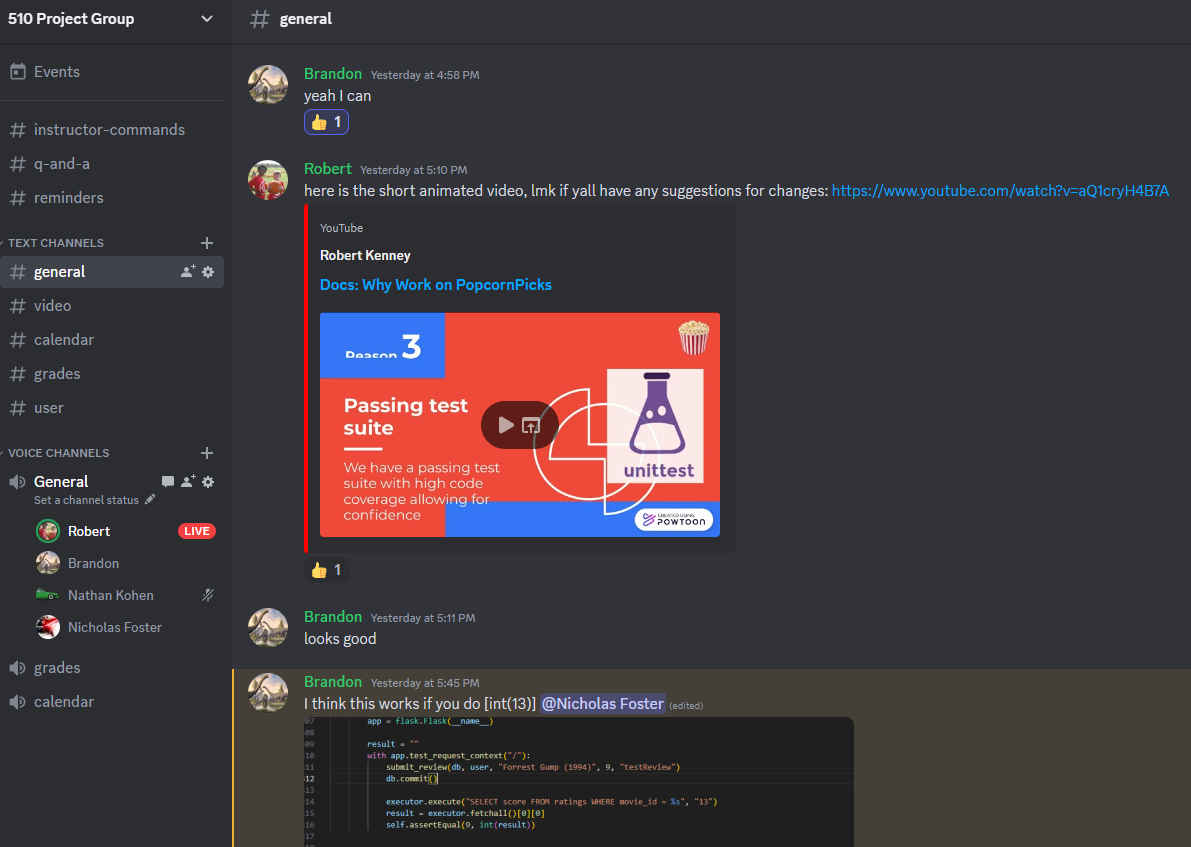 510 Project Group
Events
instructor-commands
q-and-a
reminders
TEXT CHANNELS
general
video
calendar
grades
user
VOICE CHANNELS
General
Set a channel status
Robert LIVE
Brandon
Nathan Kohen
Nicholas Foster
grades
calendar
general
Brandon Yesterday at 4:58 PM
yeah I can
👍 1
Robert Yesterday at 5:10 PM
here is the short animated video, lmk if yall have any suggestions for changes: https://www.youtube.com/watch?v=aQ1cryH4B7A
YouTube
Robert Kenney
Docs: Why Work on PopcornPicks
Reason 3
Passing test
suite
We have a passing test
suite with high code
coverage allowing for
confidence
unittest
CREATED USING
POWTOON
👍 1
Brandon Yesterday at 5:11 PM
looks good
Brandon Yesterday at 5:45 PM
I think this works if you do [int(13)] @Nicholas Foster (edited)
07 app = flask.Flask(__name__)
08
09 result = ""
10 with app.test_request_context("/"):
11 submit_review(db, user, "Forrest Gump (1994)", 9, "testReview")
12 db.commit()
13
14 executor.execute("SELECT score FROM ratings WHERE movie_id = %s", "13")
15 result = executor.fetchall()[0][0]
16 self.assertEqual(9, int(result))
17